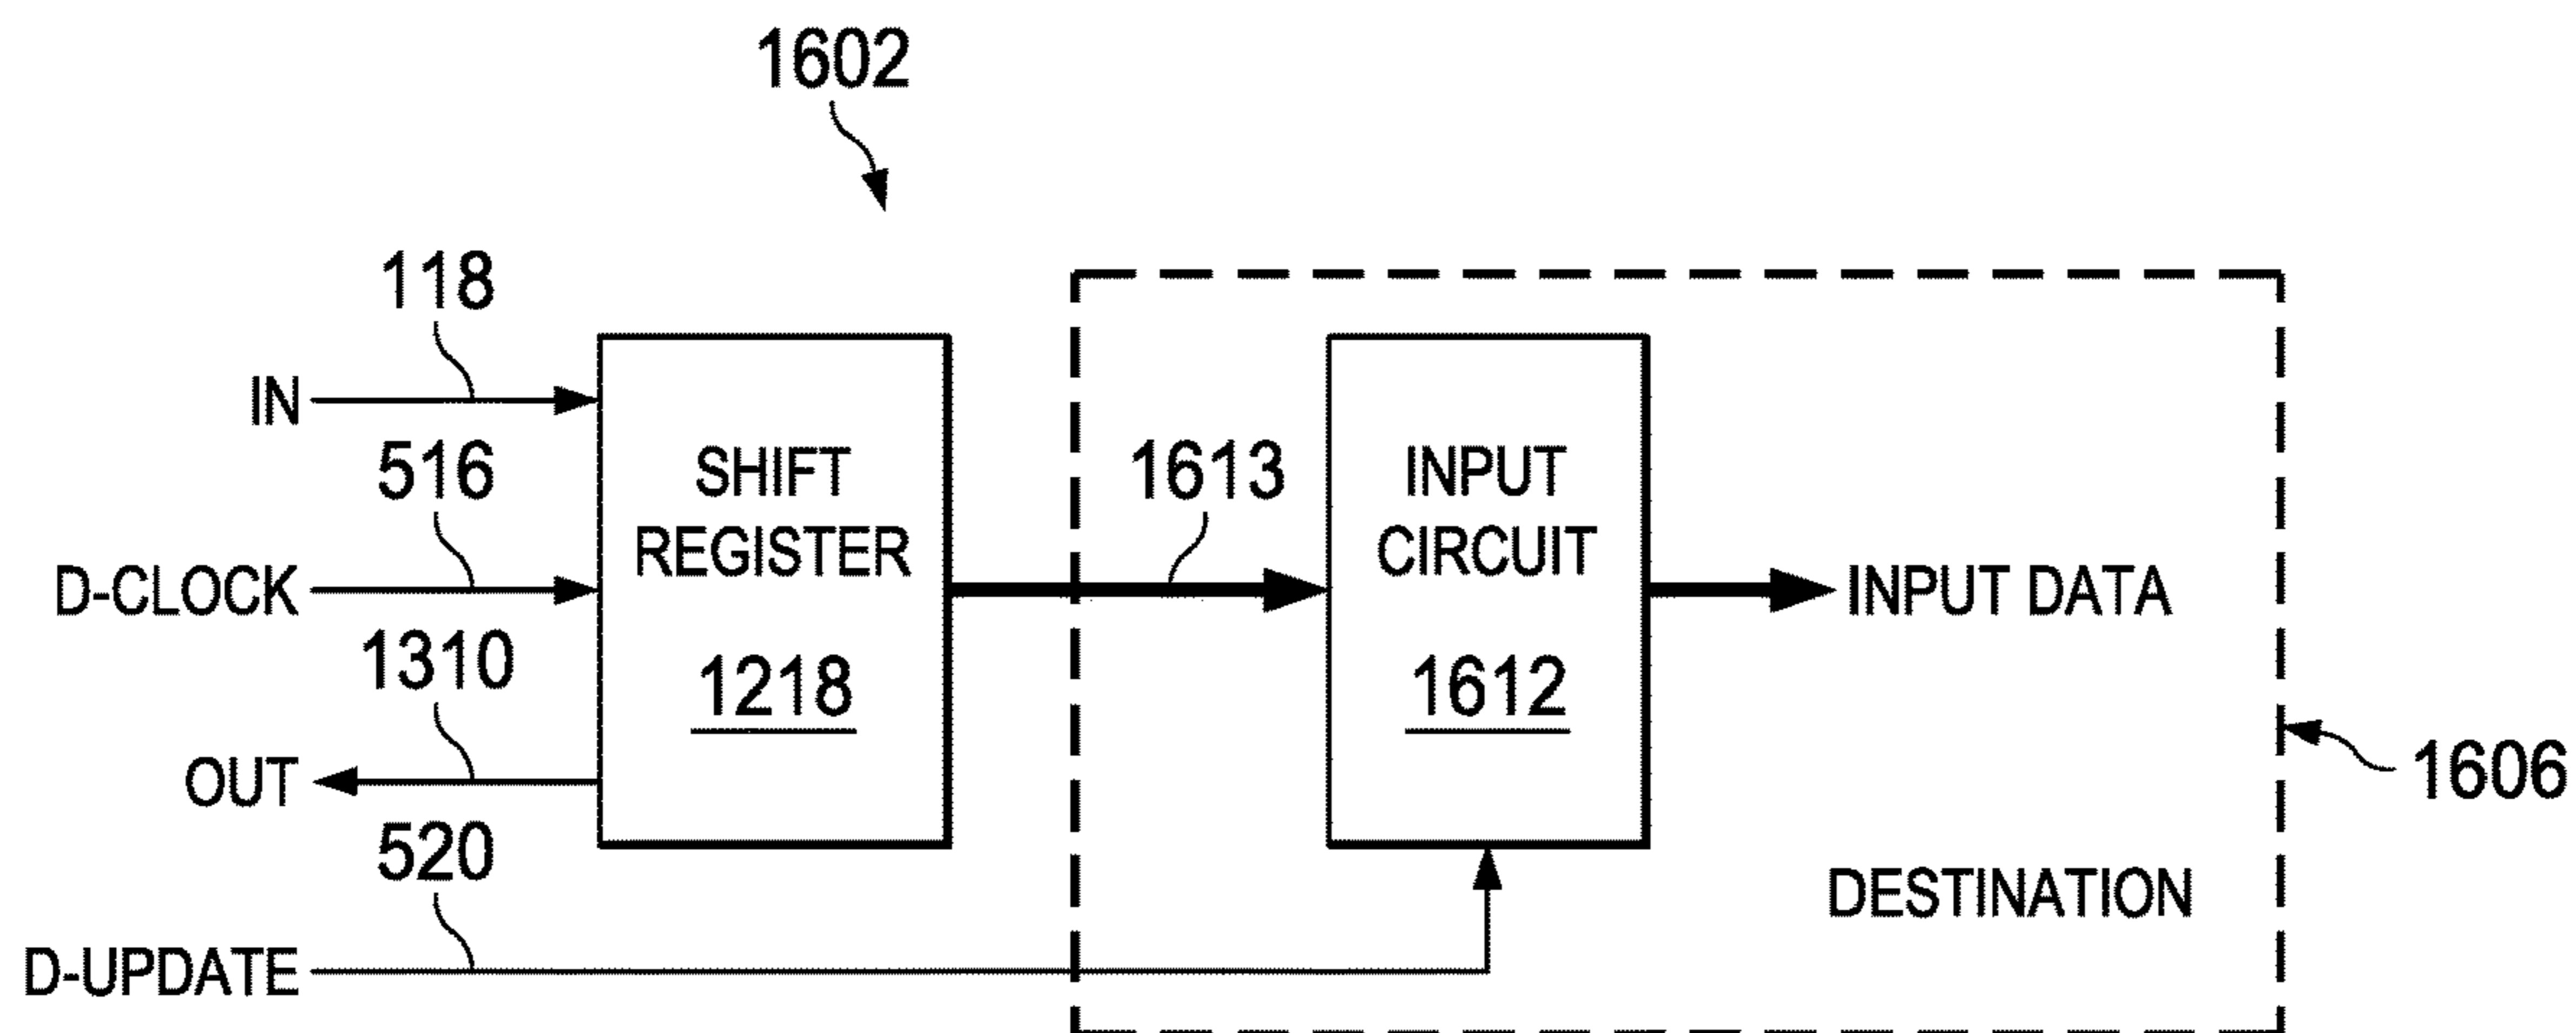 1602
118
IN
516
D-CLOCK
1310
OUT
520
D-UPDATE
SHIFT
REGISTER
1218
1613
INPUT
CIRCUIT
1612
INPUT DATA
DESTINATION
1606